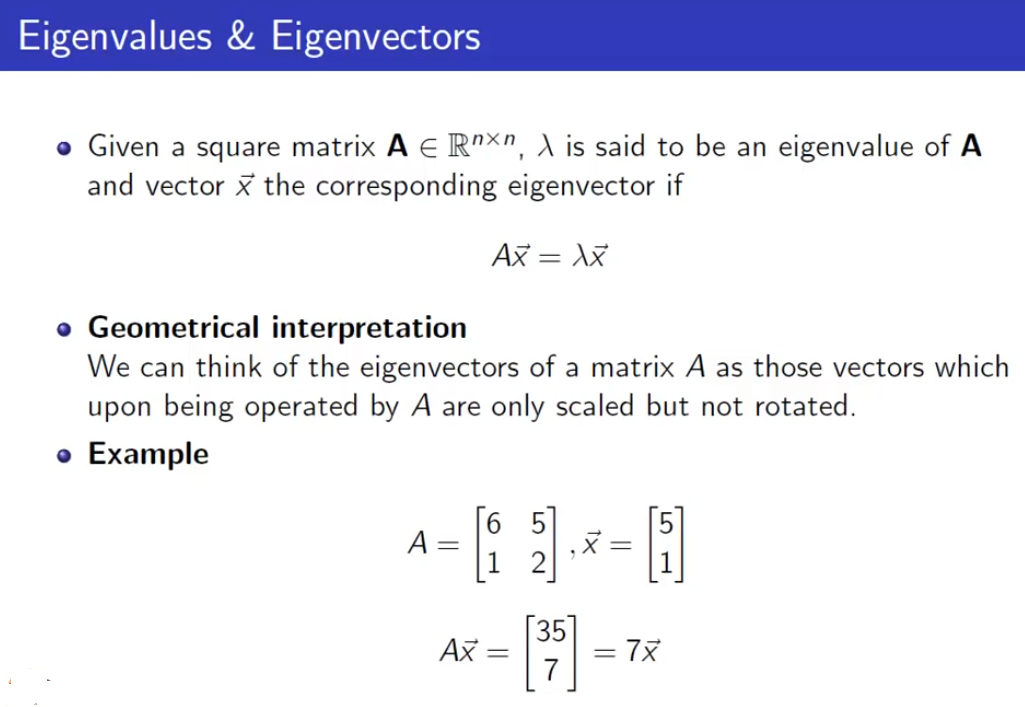 Eigenvalues & Eigenvectors
Given a square matrix A ∈ ℝⁿˣⁿ, λ is said to be an eigenvalue of A
and vector x⃗ the corresponding eigenvector if
Ax⃗ = λx⃗
Geometrical interpretation
We can think of the eigenvectors of a matrix A as those vectors which
upon being operated by A are only scaled but not rotated.
Example
A = [6 5; 1 2], x⃗ = [5; 1]
Ax⃗ = [35; 7] = 7x⃗